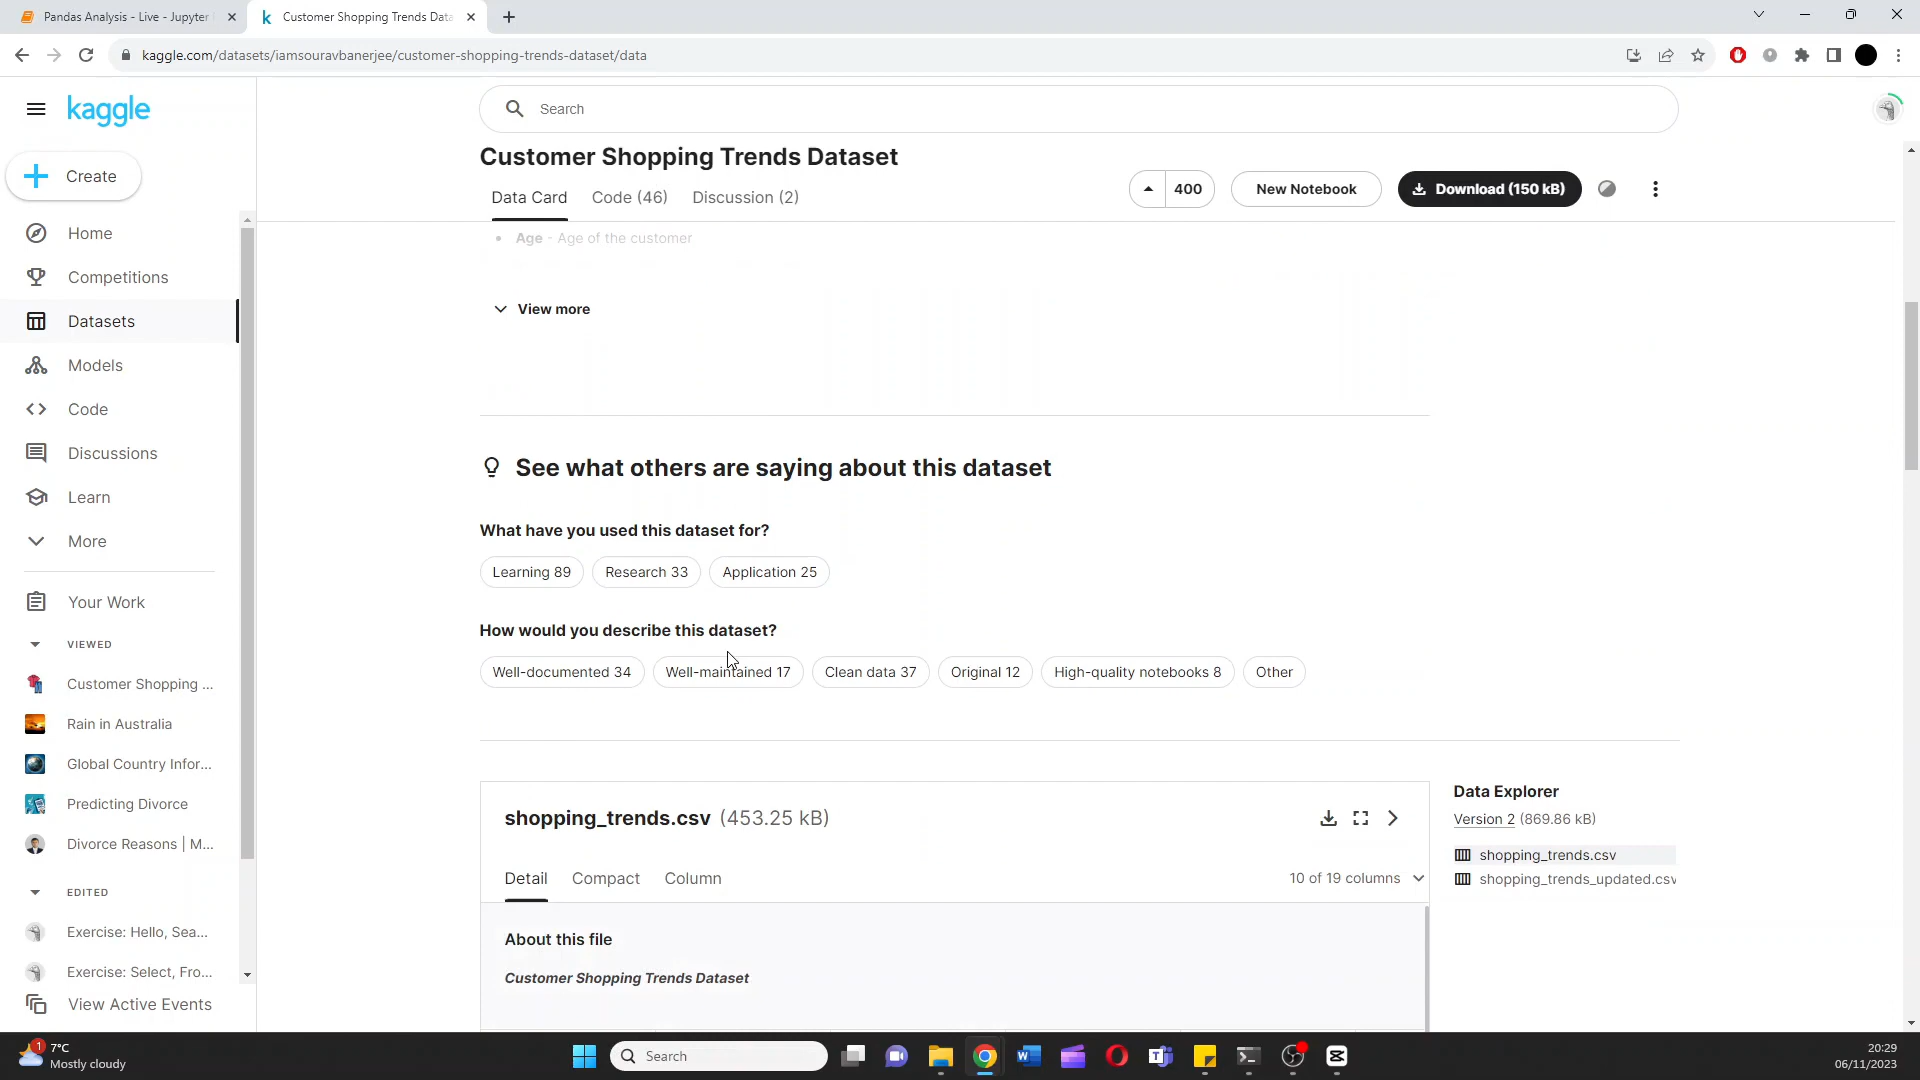 Pandas Analysis - Live - Jupyter
Customer Shopping Trends Data
kaggle.com/datasets/iamsouravbanerjee/customer-shopping-trends-dataset/data
kaggle
Search
Create
Customer Shopping Trends Dataset
Data Card
Code (46)
Discussion (2)
400
New Notebook
Download (150 kB)
Home
Competitions
Datasets
Models
Code
Discussions
Learn
More
Your Work
VIEWED
Customer Shopping ...
Rain in Australia
Global Country Infor...
Predicting Divorce
Divorce Reasons | M...
EDITED
Exercise: Hello, Sea...
Exercise: Select, Fro...
View Active Events
• Age - Age of the customer
View more
See what others are saying about this dataset
What have you used this dataset for?
Learning 89
Research 33
Application 25
How would you describe this dataset?
Well-documented 34
Well-maintained 17
Clean data 37
Original 12
High-quality notebooks 8
Other
shopping_trends.csv (453.25 kB)
Detail
Compact
Column
10 of 19 columns
About this file
Customer Shopping Trends Dataset
Data Explorer
Version 2 (869.86 kB)
shopping_trends.csv
shopping_trends_updated.csv
1
7°C
Mostly cloudy
Search
20:29
06/11/2023